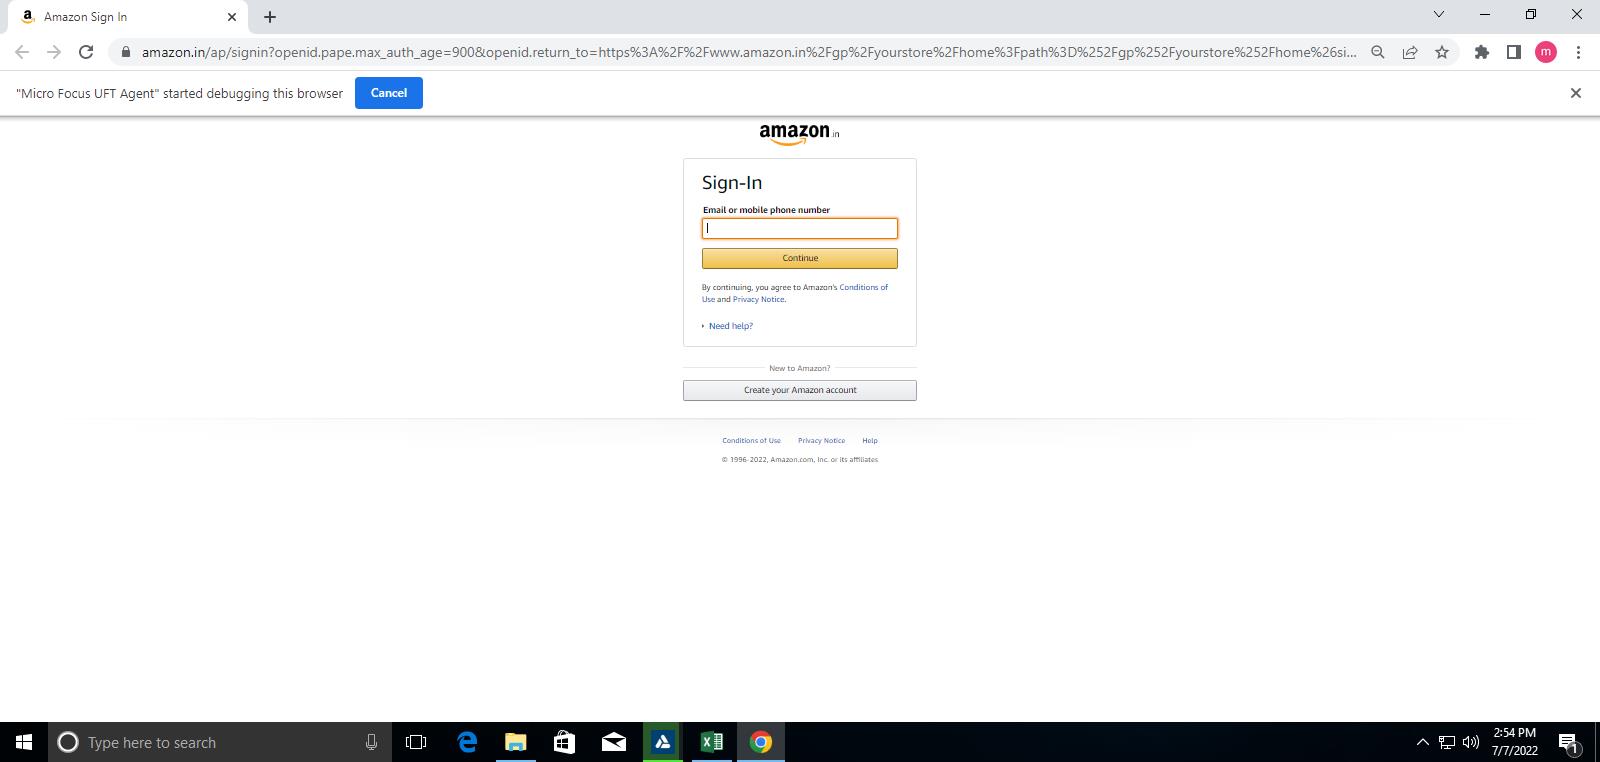 Amazon Sign In
amazon.in/ap/signin?openid.pape.max_auth_age=900&openid.return_to=https%3A%2F%2Fwww.amazon.in%2Fgp%2Fyourstore%2Fhome%3Fpath%3D%252Fgp%252Fyourstore%252Fhome%26si...
m
"Micro Focus UFT Agent" started debugging this browser
Cancel
amazon.in
Sign-In
Email or mobile phone number
Continue
By continuing, you agree to Amazon's Conditions of
Use and Privacy Notice.
Need help?
New to Amazon?
Create your Amazon account
Conditions of Use Privacy Notice Help
© 1996-2022, Amazon.com, Inc. or its affiliates
Type here to search
2:54 PM
7/7/2022
1